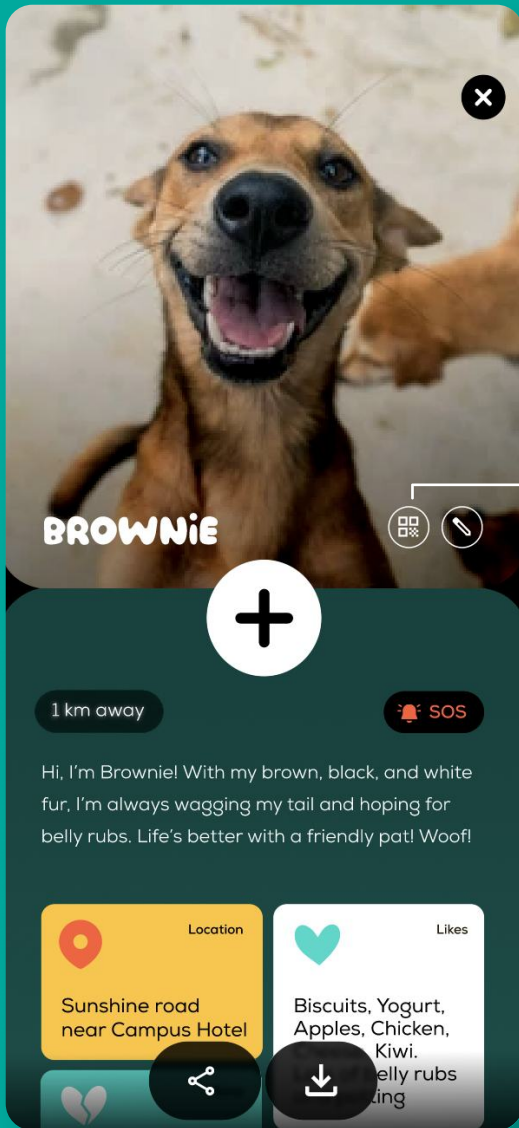 BROWNiE
1 km away
SOS
Hi, I'm Brownie! With my brown, black, and white
fur, I'm always wagging my tail and hoping for
belly rubs. Life's better with a friendly pat! Woof!
Location
Sunshine road
near Campus Hotel
Likes
Biscuits, Yogurt,
Apples, Chicken,
Kiwi.
belly rubs